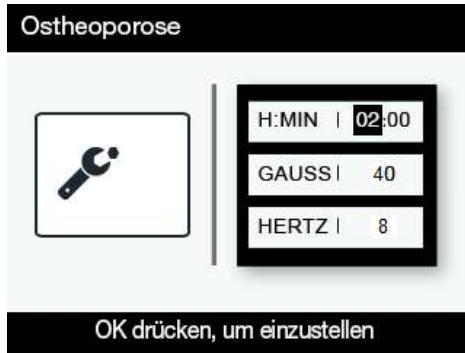 Ostheoporose
H:MIN | 02:00
GAUSS | 40
HERTZ | 8
OK drücken, um einzustellen